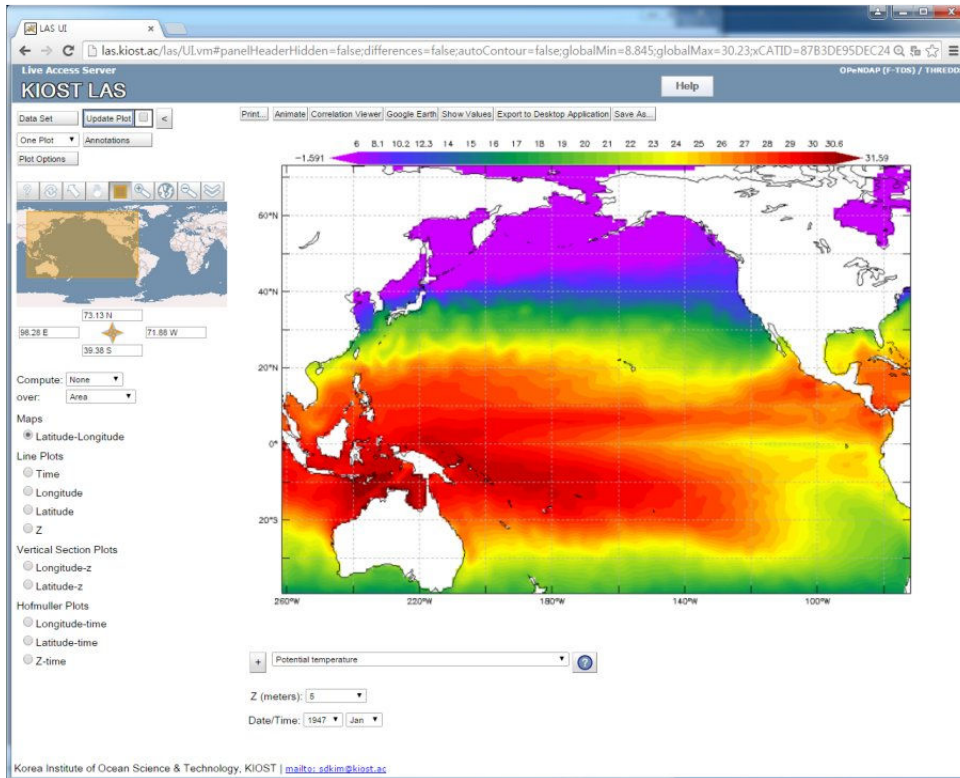 LAS UI
las.kiost.ac/las/UI.vm#panelHeaderHidden=false;differences=false;autoContour=false;globalMin=8.845;globalMax=30.23;xCATID=87B3DE95DEC24
Live Access Server
OPeNDAP (F-TDS) / THREDD
KIOST LAS
Help
Data Set
Update Plot
<
Print...
Animate
Correlation Viewer
Google Earth
Show Values
Export to Desktop Application
Save As...
One Plot
Annotations
Plot Options
6 8.1 10.2 12.3 14 15 16 17 18 19 20 21 22 23 24 25 26 27 28 29 30 30.6
-1.591
31.59
60°N
40°N
20°N
0°
20°S
260°W 220°W 180°W 140°W 100°W
73.13 N
98.28 E
71.88 W
39.38 S
Compute: None
over: Area
Maps
Latitude-Longitude
Line Plots
Time
Longitude
Latitude
Z
Vertical Section Plots
Longitude-z
Latitude-z
Hofmuller Plots
Longitude-time
Latitude-time
Z-time
+ Potential temperature ?
Z (meters): 5
Date/Time: 1947 Jan
Korea Institute of Ocean Science & Technology, KIOST | mailto: sdkim@kiost.ac